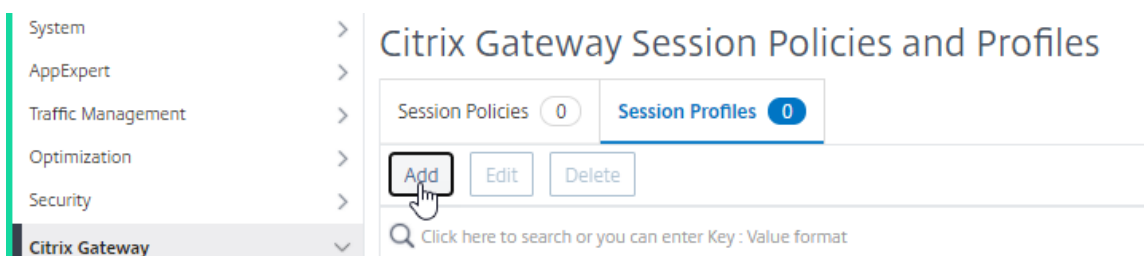 System
AppExpert
Traffic Management
Optimization
Security
Citrix Gateway
Citrix Gateway Session Policies and Profiles
Session Policies 0
Session Profiles 0
Add Edit Delete
Click here to search or you can enter Key : Value format